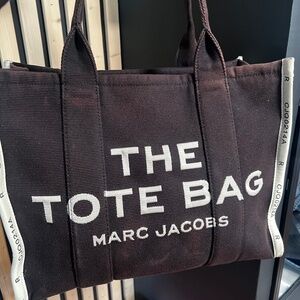 THE
TOTE BAG
MARC JACOBS